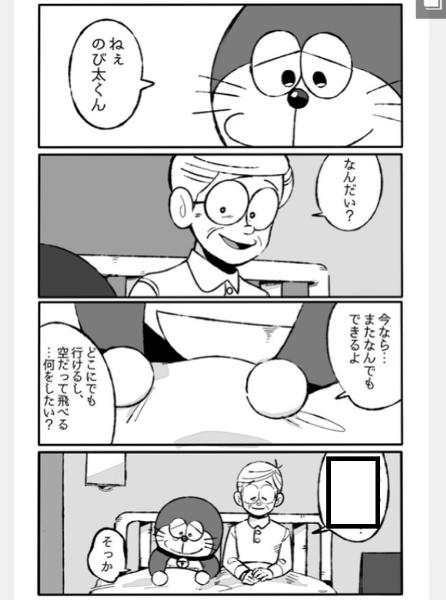 ねぇ
のび太くん
なんだい?
今なら…
またなんでも
できるよ
どこにでも
行けるし、
空だって飛べる
…何をしたい?
そっか